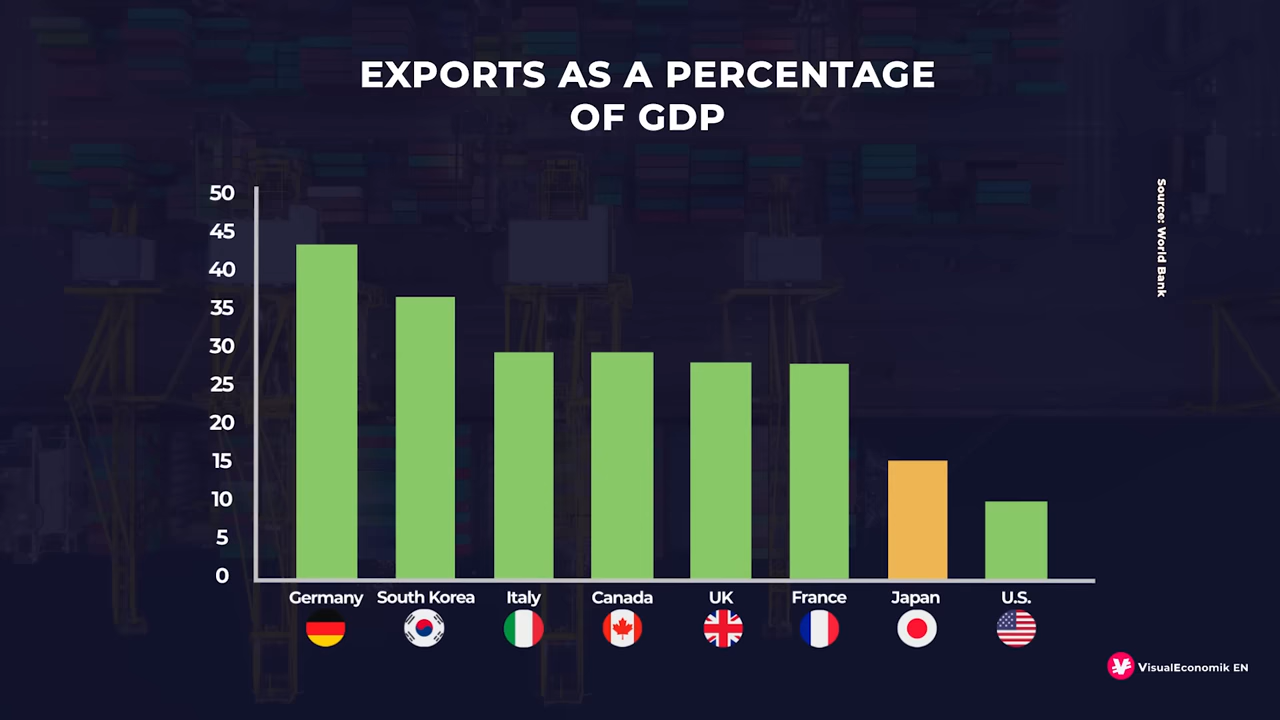 EXPORTS AS A PERCENTAGE
OF GDP
50
45
40
35
30
25
20
15
10
5
0
Germany South Korea Italy Canada UK France Japan U.S.
Source: World Bank
VisualEconomik EN